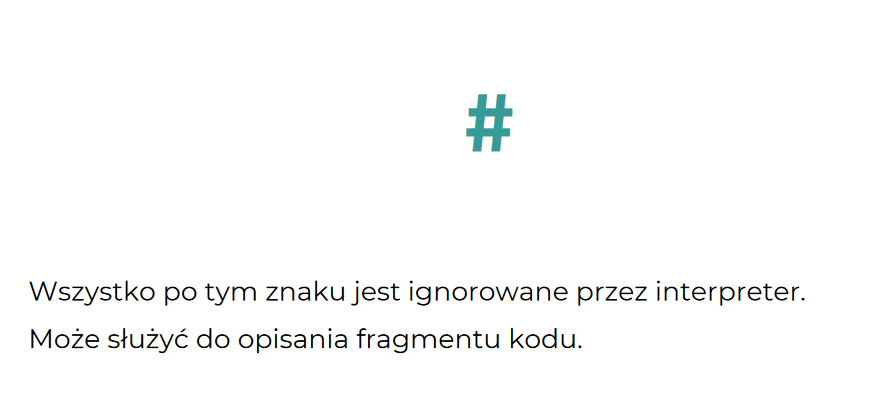 #
Wszystko po tym znaku jest ignorowane przez interpreter.
Może służyć do opisania fragmentu kodu.